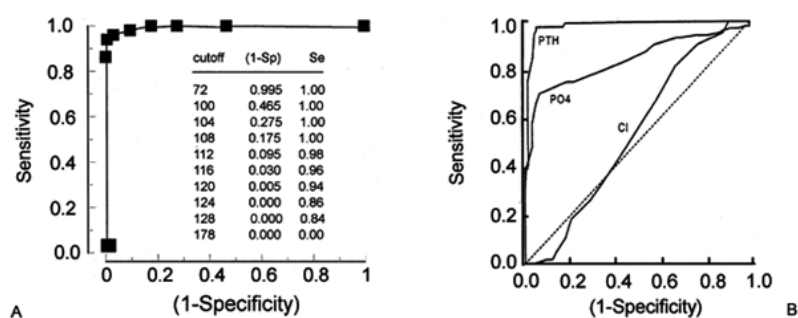 1.0
0.8
0.6
0.4
0.2
0.0
Sensitivity
cutoff (1-Sp) Se
72 0.995 1.00
100 0.465 1.00
104 0.275 1.00
108 0.175 1.00
112 0.095 0.98
116 0.030 0.96
120 0.005 0.94
124 0.000 0.86
128 0.000 0.84
178 0.000 0.00
0 0.2 0.4 0.6 0.8 1
(1-Specificity)
A
1.0
0.8
0.6
0.4
0.2
0.0
Sensitivity
PTH
PO4
Cl
0.0 0.2 0.4 0.6 0.8 1.0
(1-Specificity)
B